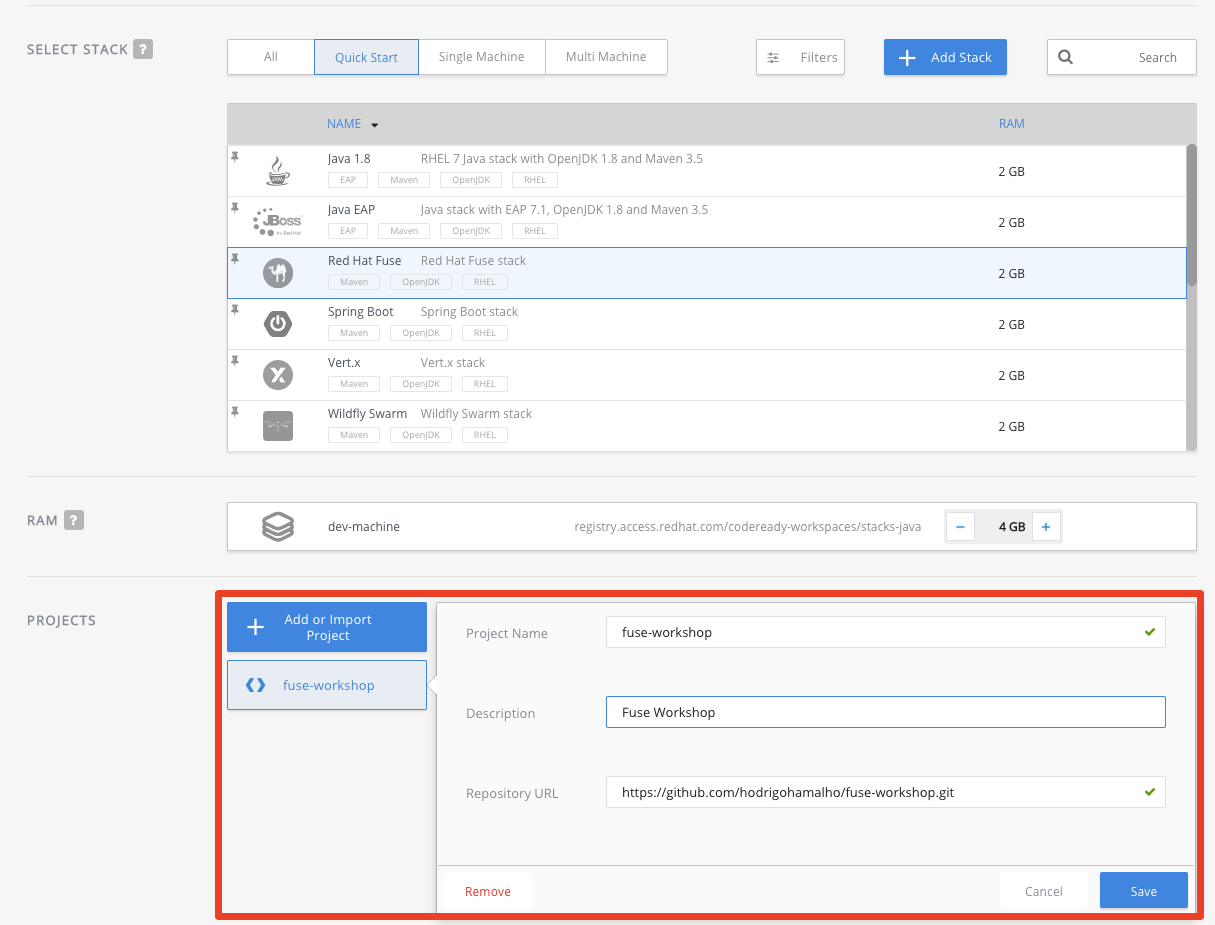 SELECT STACK ?
All Quick Start Single Machine Multi Machine Filters Add Stack Search
NAME RAM
Java 1.8 RHEL 7 Java stack with OpenJDK 1.8 and Maven 3.5 2 GB
EAP Maven OpenJDK RHEL
JBoss by Red Hat
Java EAP Java stack with EAP 7.1, OpenJDK 1.8 and Maven 3.5 2 GB
EAP Maven OpenJDK RHEL
Red Hat Fuse Red Hat Fuse stack 2 GB
Maven OpenJDK RHEL
Spring Boot Spring Boot stack 2 GB
Maven OpenJDK RHEL
Vert.x Vert.x stack 2 GB
Maven OpenJDK RHEL
Wildfly Swarm Wildfly Swarm stack 2 GB
Maven OpenJDK RHEL
RAM ? dev-machine registry.access.redhat.com/codeready-workspaces/stacks-java − 4 GB +
PROJECTS
Add or Import
Project
fuse-workshop
Project Name fuse-workshop
Description Fuse Workshop
Repository URL https://github.com/hodrigohamalho/fuse-workshop.git
Remove Cancel Save